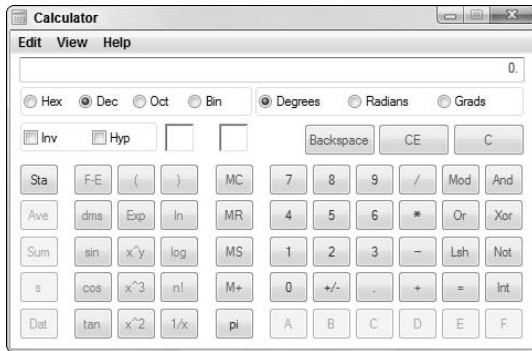 Calculator
Edit View Help
0.
Hex Dec Oct Bin Degrees Radians Grads
Inv Hyp Backspace CE C
Sta F-E ( ) MC 7 8 9 / Mod And
Ave dms Exp ln MR 4 5 6 * Or Xor
Sum sin x^y log MS 1 2 3 - Lsh Not
s cos x^3 n! M+ 0 +/- . + = Int
Dat tan x^2 1/x pi A B C D E F